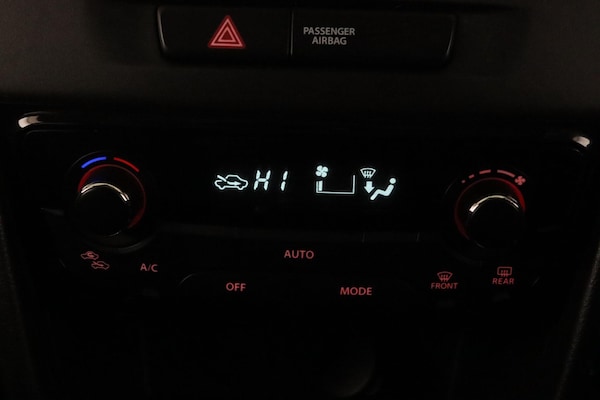 PASSENGER
AIRBAG
HI
AUTO
A/C
OFF
MODE
FRONT
REAR